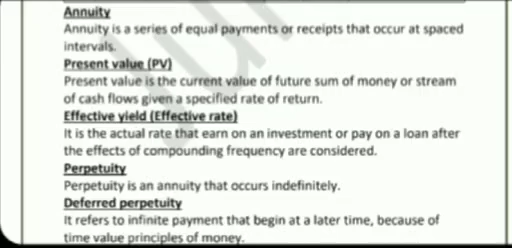 Annuity
Annuity is a series of equal payments or receipts that occur at spaced
intervals.
Present value (PV)
Present value is the current value of future sum of money or stream
of cash flows given a specified rate of return.
Effective yield (Effective rate)
It is the actual rate that earn on an investment or pay on a loan after
the effects of compounding frequency are considered.
Perpetuity
Perpetuity is an annuity that occurs indefinitely.
Deferred perpetuity
It refers to infinite payment that begin at a later time, because of
time value principles of money.